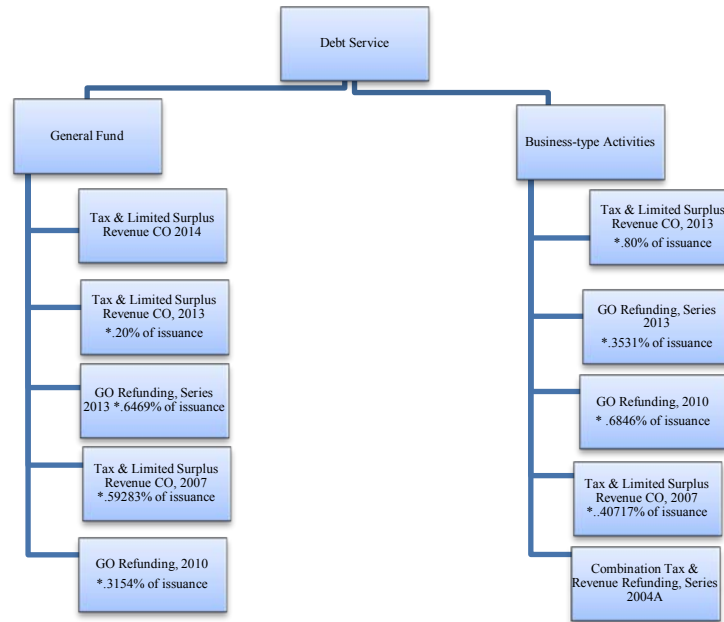 Debt Service
General Fund
Tax & Limited Surplus
Revenue CO 2014
Tax & Limited Surplus
Revenue CO, 2013
*.20% of issuance
GO Refunding, Series
2013 *.6469% of issuance
Tax & Limited Surplus
Revenue CO, 2007
*.59283% of issuance
GO Refunding, 2010
*.3154% of issuance
Business-type Activities
Tax & Limited Surplus
Revenue CO, 2013
*.80% of issuance
GO Refunding, Series
2013
*.3531% of issuance
GO Refunding, 2010
* .6846% of issuance
Tax & Limited Surplus
Revenue CO, 2007
*..40717% of issuance
Combination Tax &
Revenue Refunding, Series
2004A